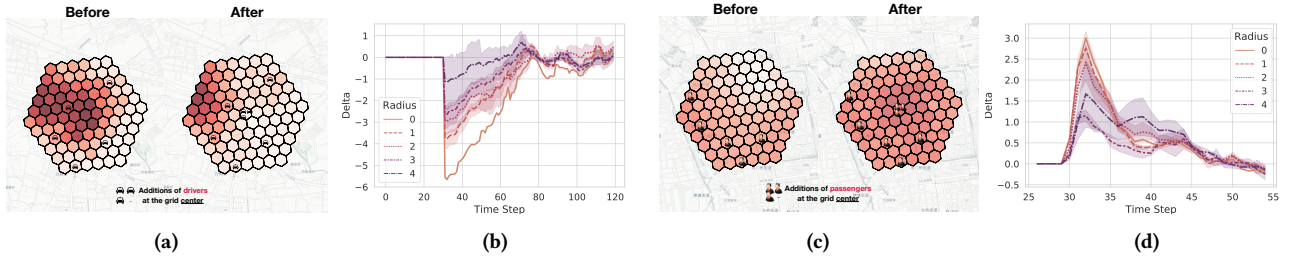 Before
After
Additions of drivers
at the grid center
(a)
Delta
1
0
−1
−2
−3
−4
−5
−6
Radius
0
1
2
3
4
0
20
40
60
80
100
120
Time Step
(b)
Before
After
Additions of passengers
at the grid center
(c)
Delta
3.0
2.5
2.0
1.5
1.0
0.5
0.0
−0.5
Radius
0
1
2
3
4
26
30
35
40
45
50
55
Time Step
(d)